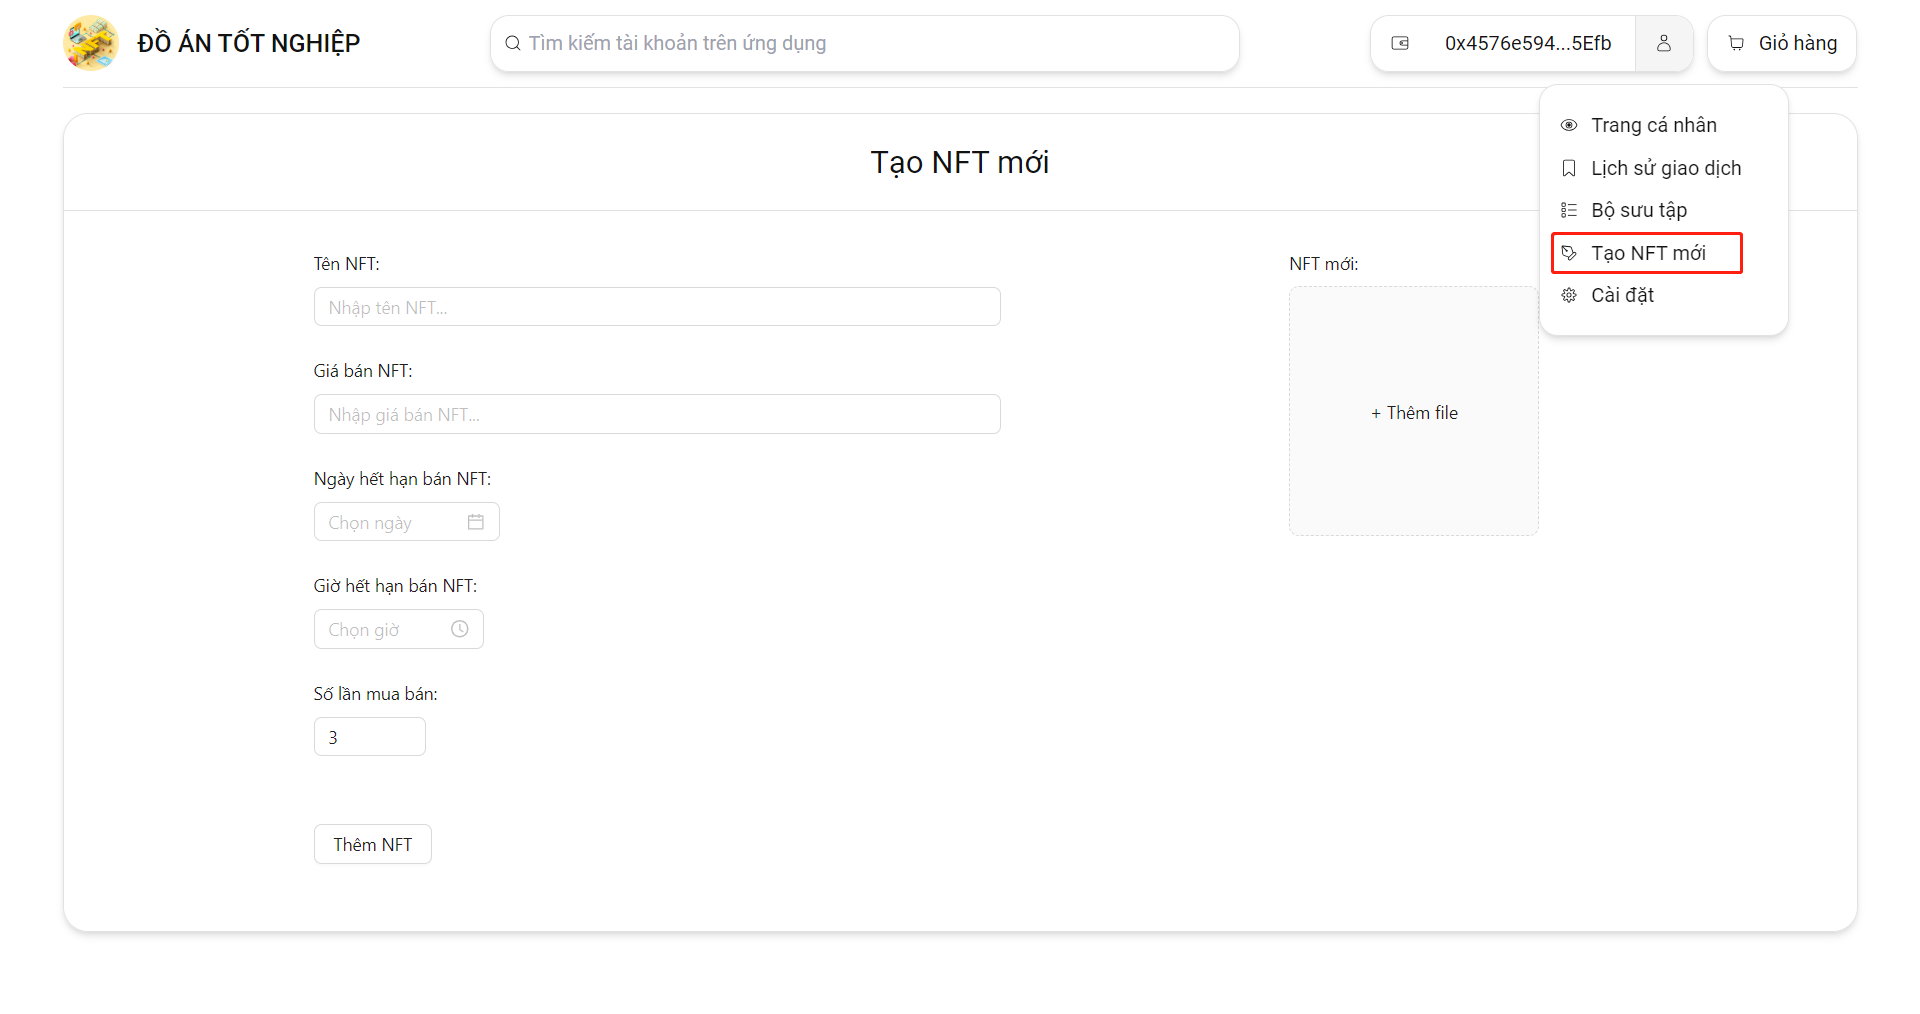 ĐỒ ÁN TỐT NGHIỆP
Tìm kiếm tài khoản trên ứng dụng
0x4576e594...5Efb
Giỏ hàng
Trang cá nhân
Lịch sử giao dịch
Bộ sưu tập
Tạo NFT mới
Cài đặt
Tạo NFT mới
Tên NFT:
Nhập tên NFT...
Giá bán NFT:
Nhập giá bán NFT...
Ngày hết hạn bán NFT:
Chọn ngày
Giờ hết hạn bán NFT:
Chọn giờ
Số lần mua bán:
3
Thêm NFT
NFT mới:
+ Thêm file